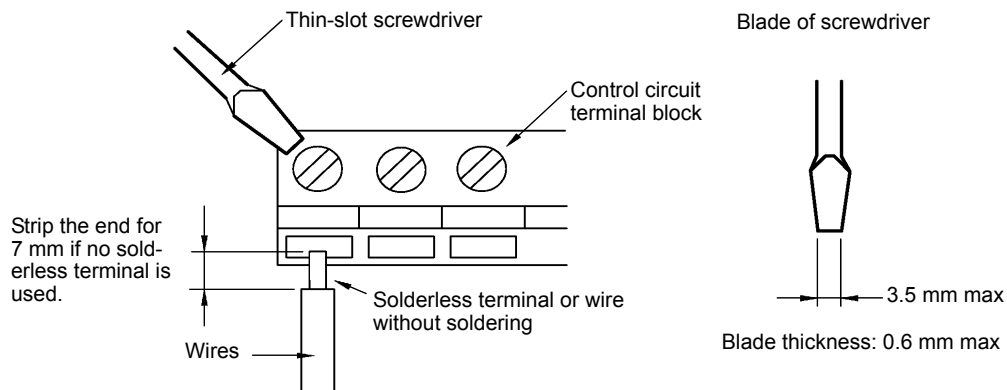 Thin-slot screwdriver
Blade of screwdriver
Control circuit
terminal block
Strip the end for
7 mm if no sold-
erless terminal is
used.
Solderless terminal or wire
without soldering
Wires
3.5 mm max
Blade thickness: 0.6 mm max